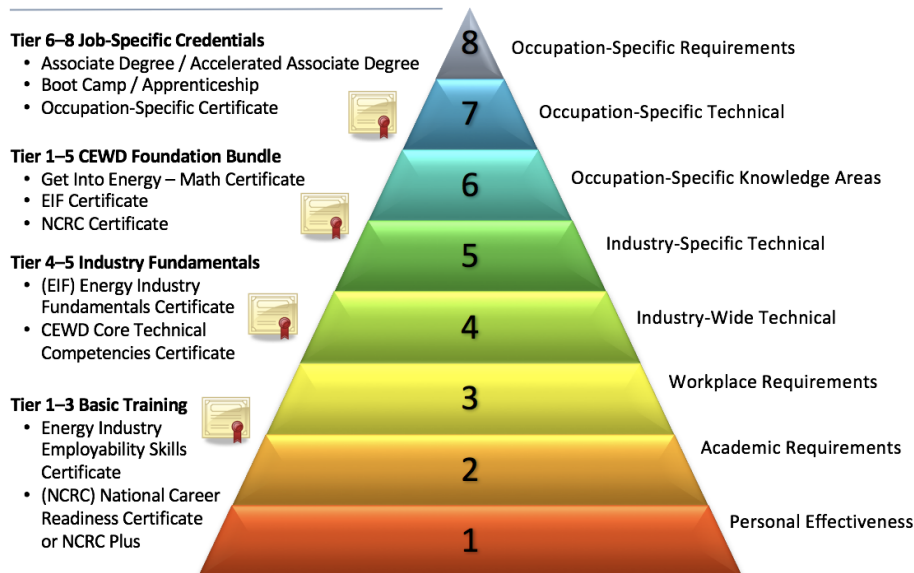 Tier 6–8 Job-Specific Credentials
• Associate Degree / Accelerated Associate Degree
• Boot Camp / Apprenticeship
• Occupation-Specific Certificate
Tier 1–5 CEWD Foundation Bundle
• Get Into Energy – Math Certificate
• EIF Certificate
• NCRC Certificate
Tier 4–5 Industry Fundamentals
• (EIF) Energy Industry
Fundamentals Certificate
• CEWD Core Technical
Competencies Certificate
Tier 1–3 Basic Training
• Energy Industry
Employability Skills
Certificate
• (NCRC) National Career
Readiness Certificate
or NCRC Plus
8 Occupation-Specific Requirements
7 Occupation-Specific Technical
6 Occupation-Specific Knowledge Areas
5 Industry-Specific Technical
4 Industry-Wide Technical
3 Workplace Requirements
2 Academic Requirements
1 Personal Effectiveness